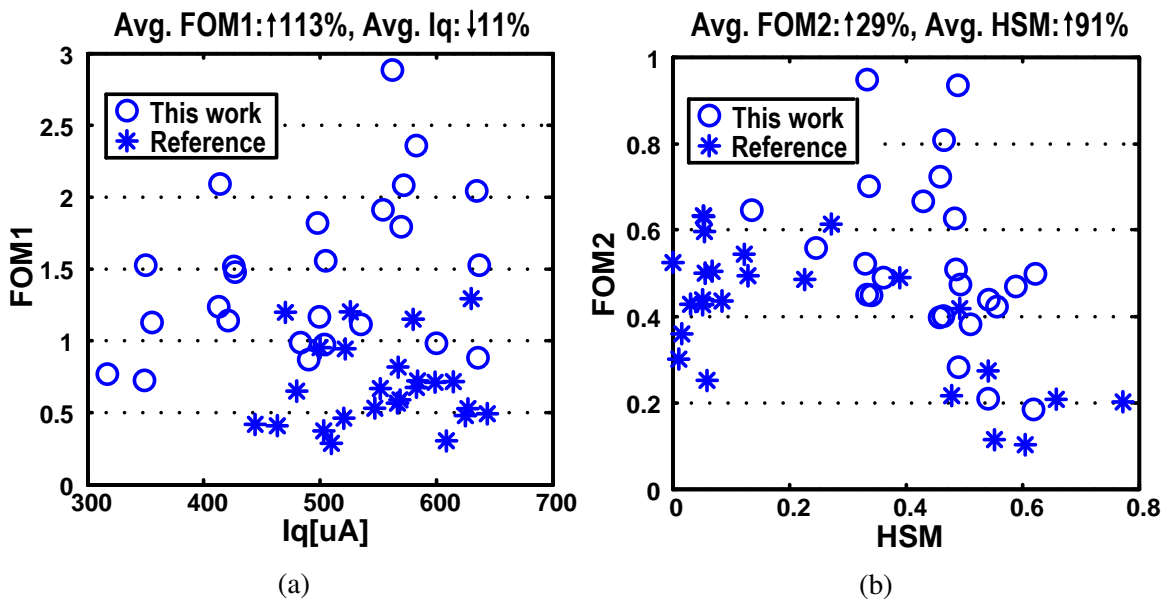 Avg. FOM1:↑113%, Avg. Iq:↓11%
3
2.5
2
1.5
1
0.5
0
FOM1
This work
Reference
300 400 500 600 700
Iq[uA]
(a)
Avg. FOM2:↑29%, Avg. HSM:↑91%
1
0.8
0.6
0.4
0.2
0
FOM2
This work
Reference
0 0.2 0.4 0.6 0.8
HSM
(b)